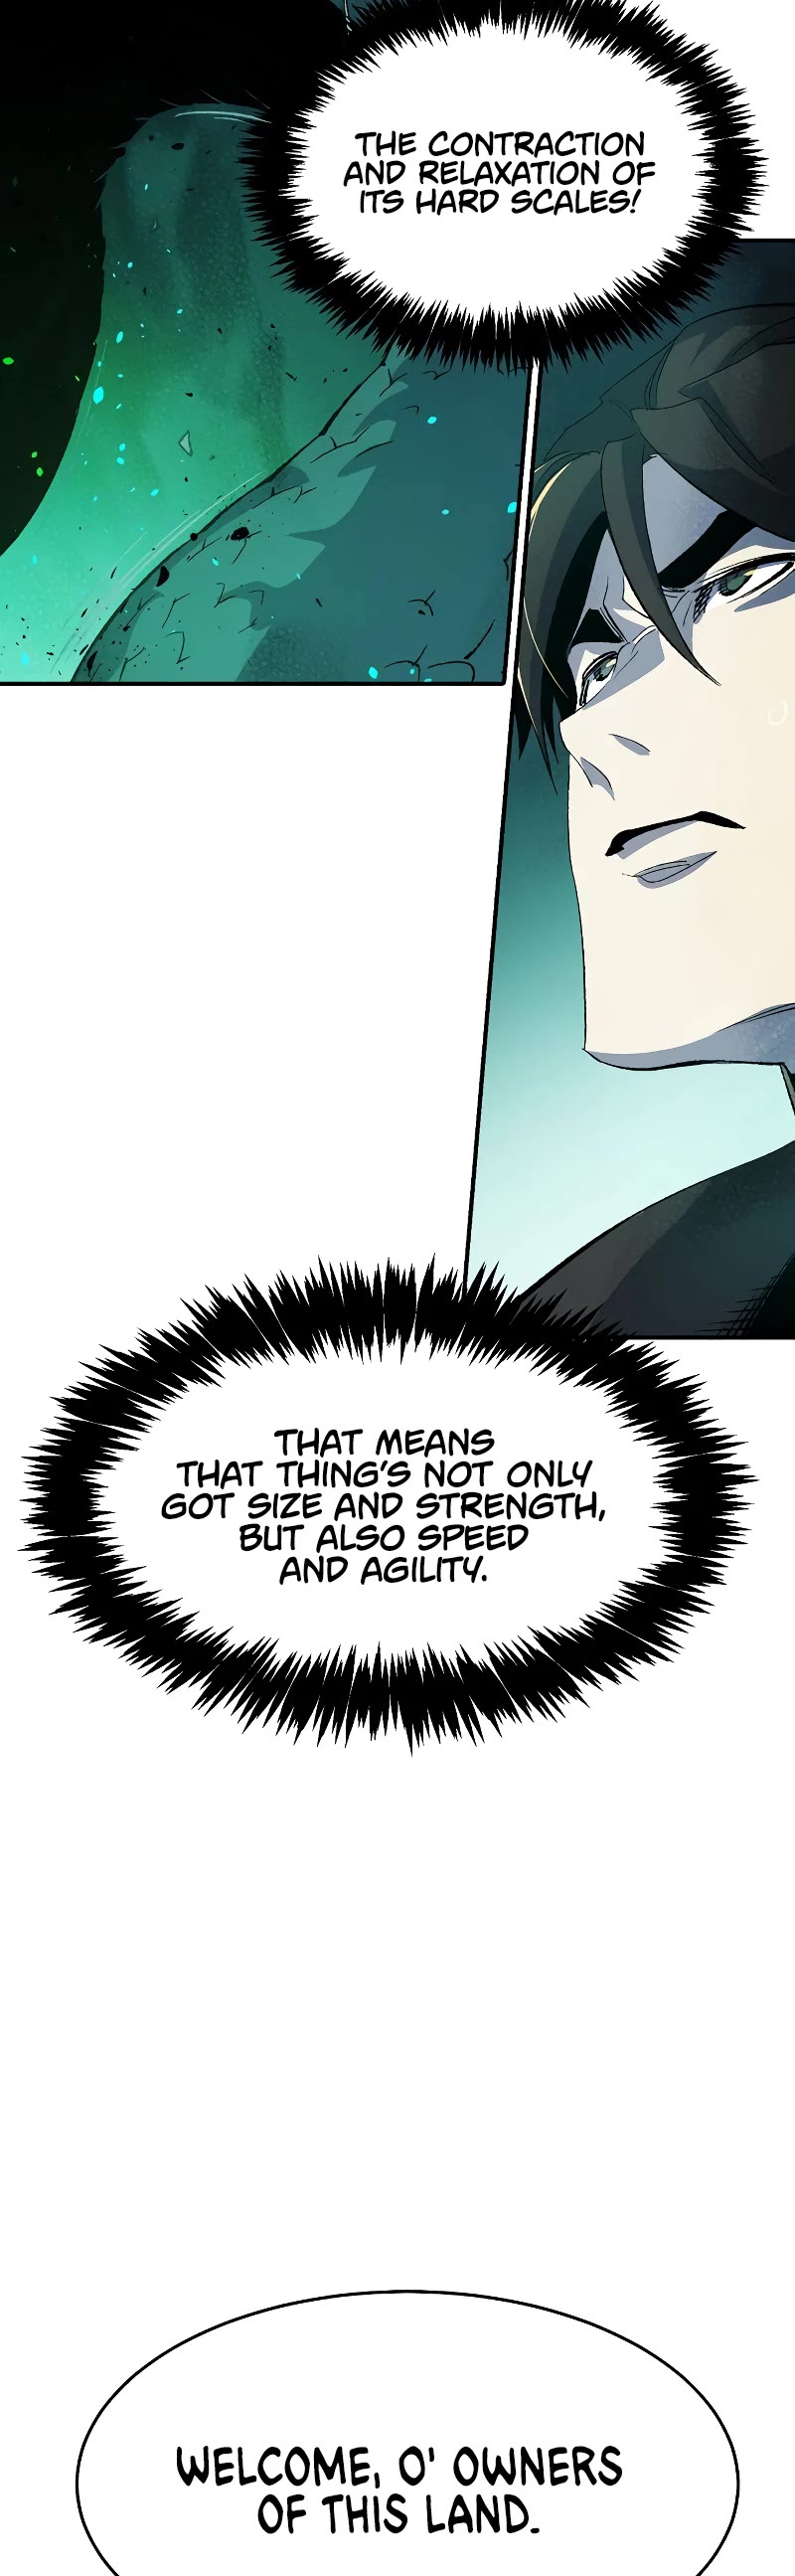 THE CONTRACTION
AND RELAXATION OF
ITS HARD SCALES!
THAT MEANS
THAT THING'S NOT ONLY
GOT SIZE AND STRENGTH,
BUT ALSO SPEED
AND AGILITY.
WELCOME, O' OWNERS
OF THIS LAND.